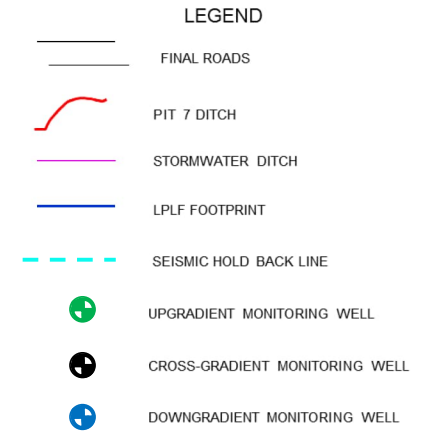 LEGEND
FINAL ROADS
PIT 7 DITCH
STORMWATER DITCH
LPLF FOOTPRINT
SEISMIC HOLD BACK LINE
UPGRADIENT MONITORING WELL
CROSS-GRADIENT MONITORING WELL
DOWNGRADIENT MONITORING WELL